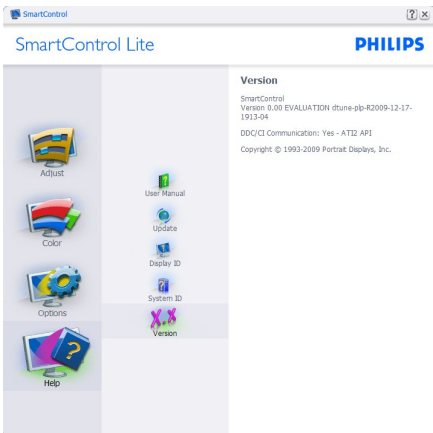 SmartControl
SmartControl Lite
PHILIPS
Adjust
Color
Options
Help
User Manual
Update
Display ID
System ID
X.X
Version
Version
SmartControl
Version 0.00 EVALUATION dtune-plp-R2009-12-17-
1913-04
DDC/CI Communication: Yes - ATI2 API
Copyright © 1993-2009 Portrait Displays, Inc.